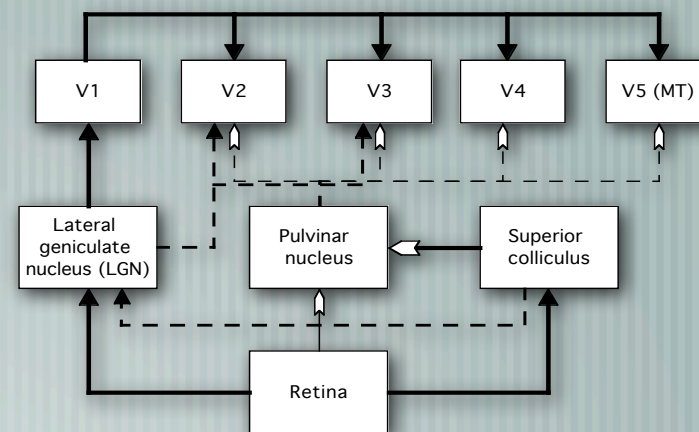 V1
V2
V3
V4
V5 (MT)
Lateral
geniculate
nucleus (LGN)
Pulvinar
nucleus
Superior
colliculus
Retina